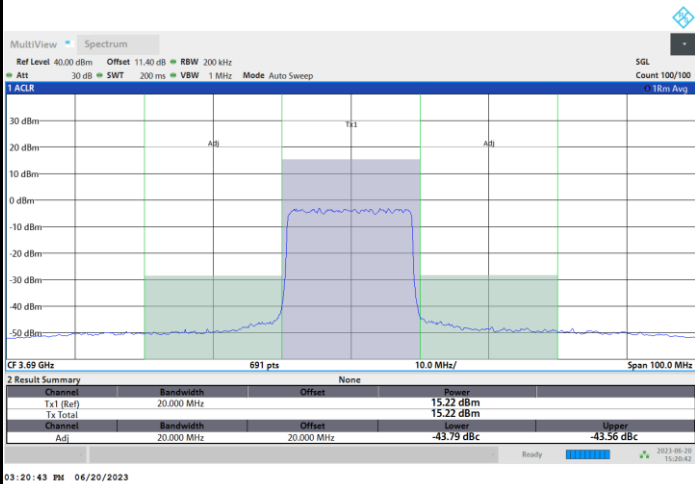 MultiView Spectrum
Ref Level 40.00 dBm Offset 11.40 dB RBW 200 kHz SGL
Att 30 dB SWT 200 ms VBW 1 MHz Mode Auto Sweep Count 100/100
1 ACLR 1Rm Avg
30 dBm
Tx1
20 dBm
Adj Adj
10 dBm
0 dBm
-10 dBm
-20 dBm
-30 dBm
-40 dBm
-50 dBm
CF 3.69 GHz 691 pts 10.0 MHz/ Span 100.0 MHz
2 Result Summary None
Channel Bandwidth Offset Power
Tx1 (Ref) 20.000 MHz 15.22 dBm
Tx Total 15.22 dBm
Channel Bandwidth Offset Lower Upper
Adj 20.000 MHz 20.000 MHz -43.79 dBc -43.56 dBc
Ready 2023-06-20
15:20:42
03:20:43 PM 06/20/2023